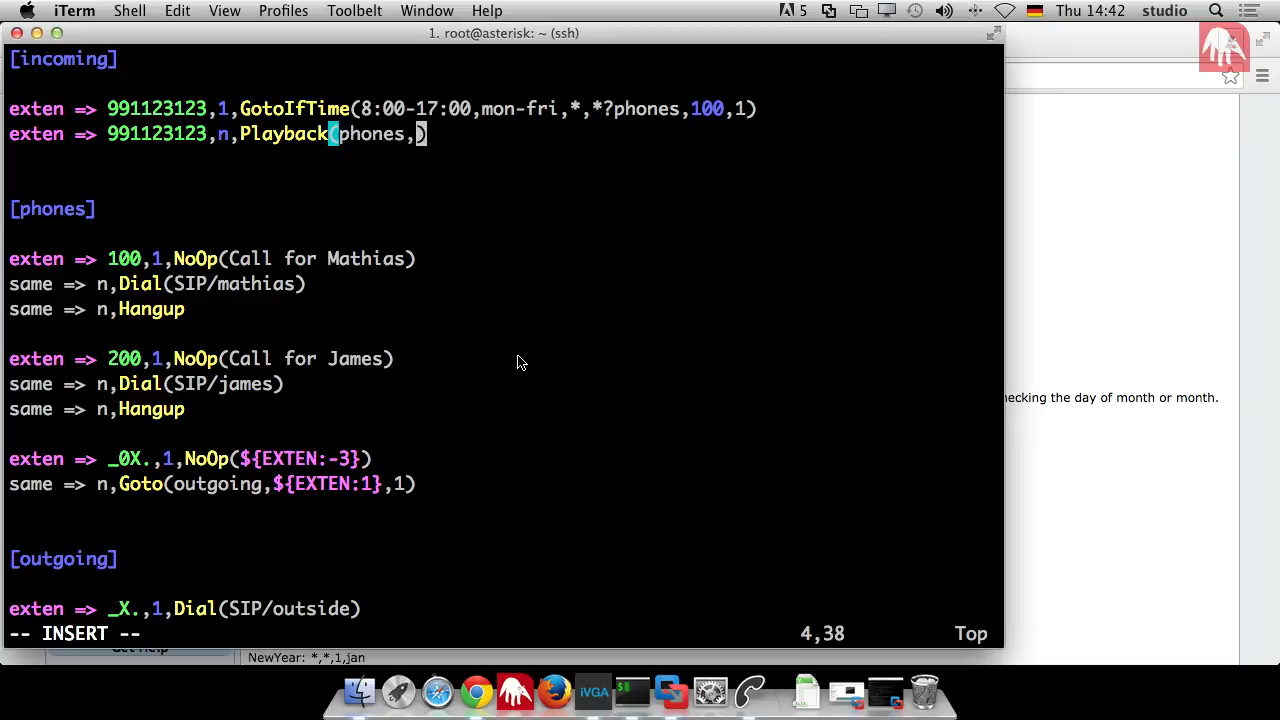 iTerm Shell Edit View Profiles Toolbelt Window Help 5 Thu 14:42 studio
1. root@asterisk: ~ (ssh)
[incoming]
exten => 991123123,1,GotoIfTime(8:00-17:00,mon-fri,*,*?phones,100,1)
exten => 991123123,n,Playback(phones,)
[phones]
exten => 100,1,NoOp(Call for Mathias)
same => n,Dial(SIP/mathias)
same => n,Hangup
exten => 200,1,NoOp(Call for James)
same => n,Dial(SIP/james)
same => n,Hangup
hecking the day of month or month.
exten => _0X.,1,NoOp(${EXTEN:-3})
same => n,Goto(outgoing,${EXTEN:1},1)
[outgoing]
exten => _X.,1,Dial(SIP/outside)
-- INSERT -- 4,38 Top
Get Help
NewYear: *,*,1,jan
iVGA